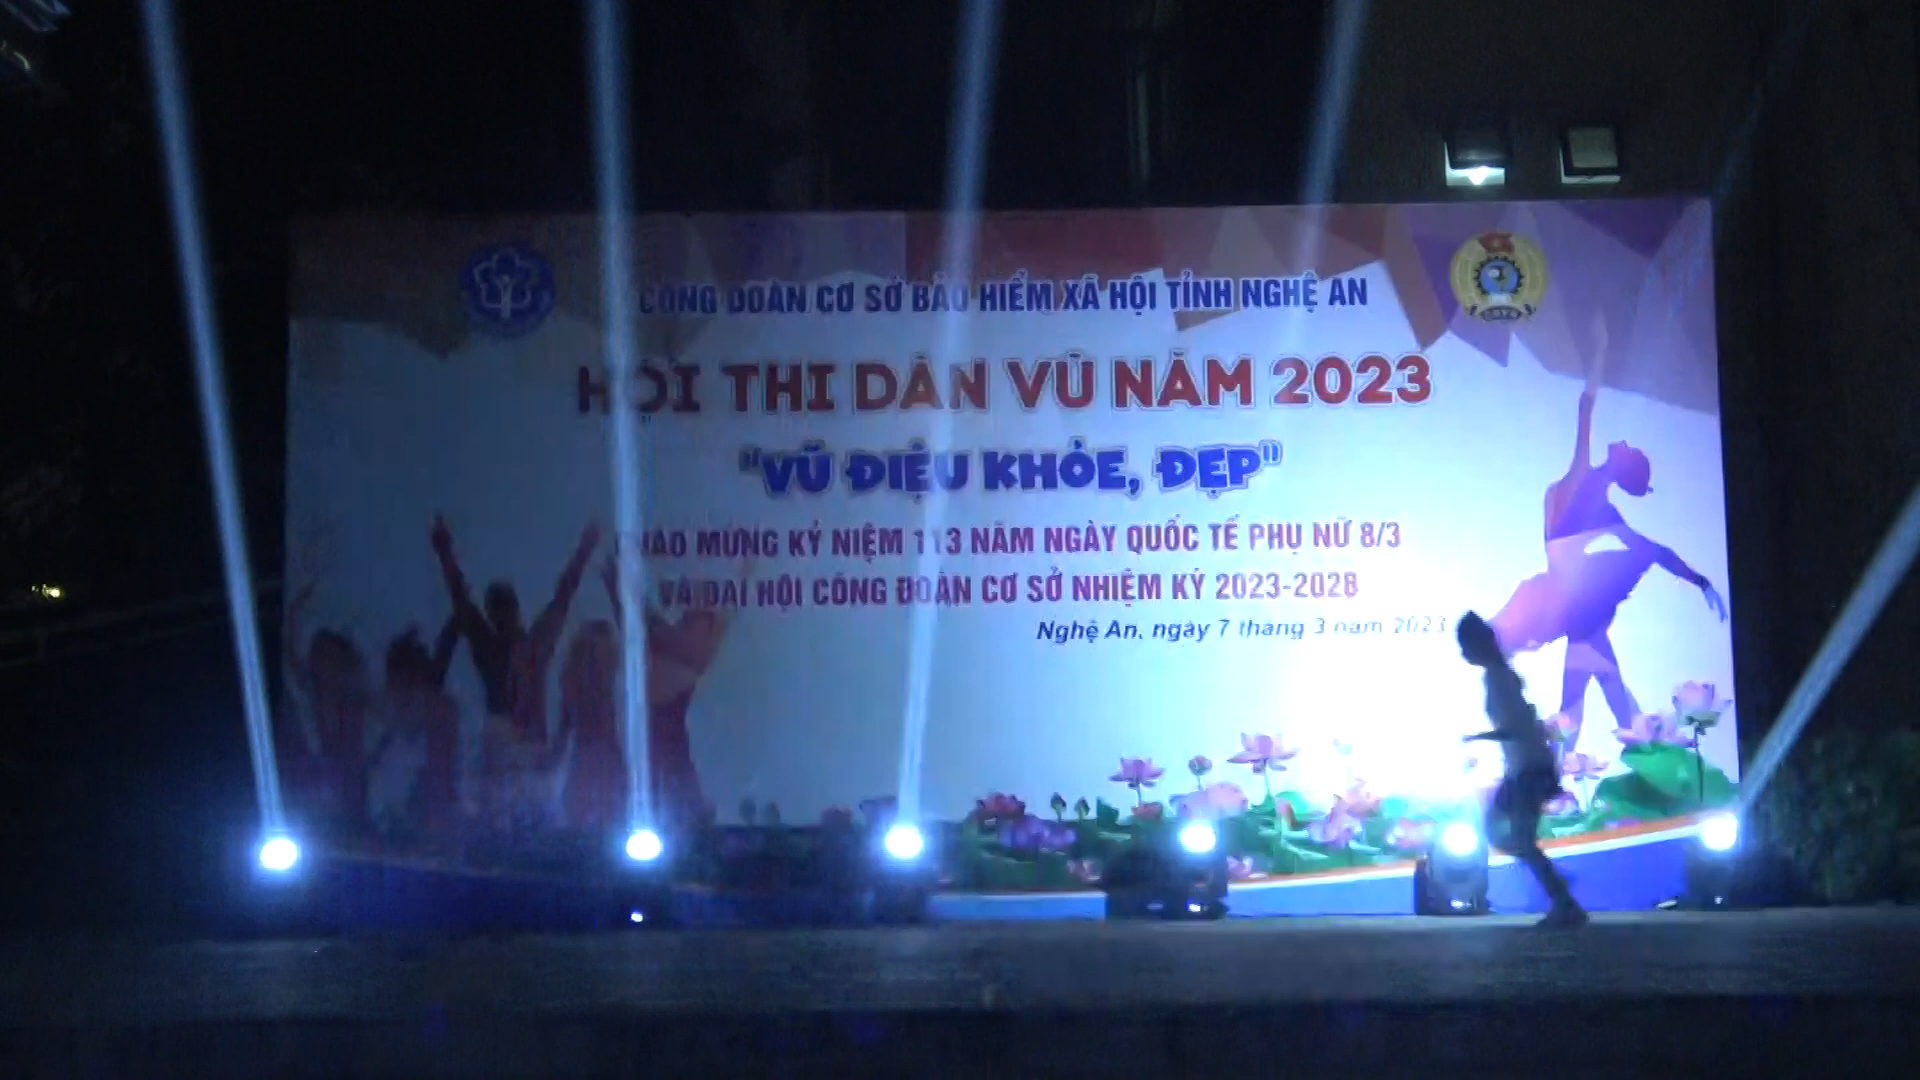 CÔNG ĐOÀN CƠ SỞ BẢO HIỂM XÃ HỘI TỈNH NGHỆ AN
HỘI THI DÂN VŨ NĂM 2023
"VŨ ĐIỆU KHỎE, ĐẸP"
CHÀO MỪNG KỶ NIỆM 113 NĂM NGÀY QUỐC TẾ PHỤ NỮ 8/3
VÀ ĐẠI HỘI CÔNG ĐOÀN CƠ SỞ NHIỆM KỲ 2023-2028
Nghệ An, ngày 7 tháng 3 năm 2023